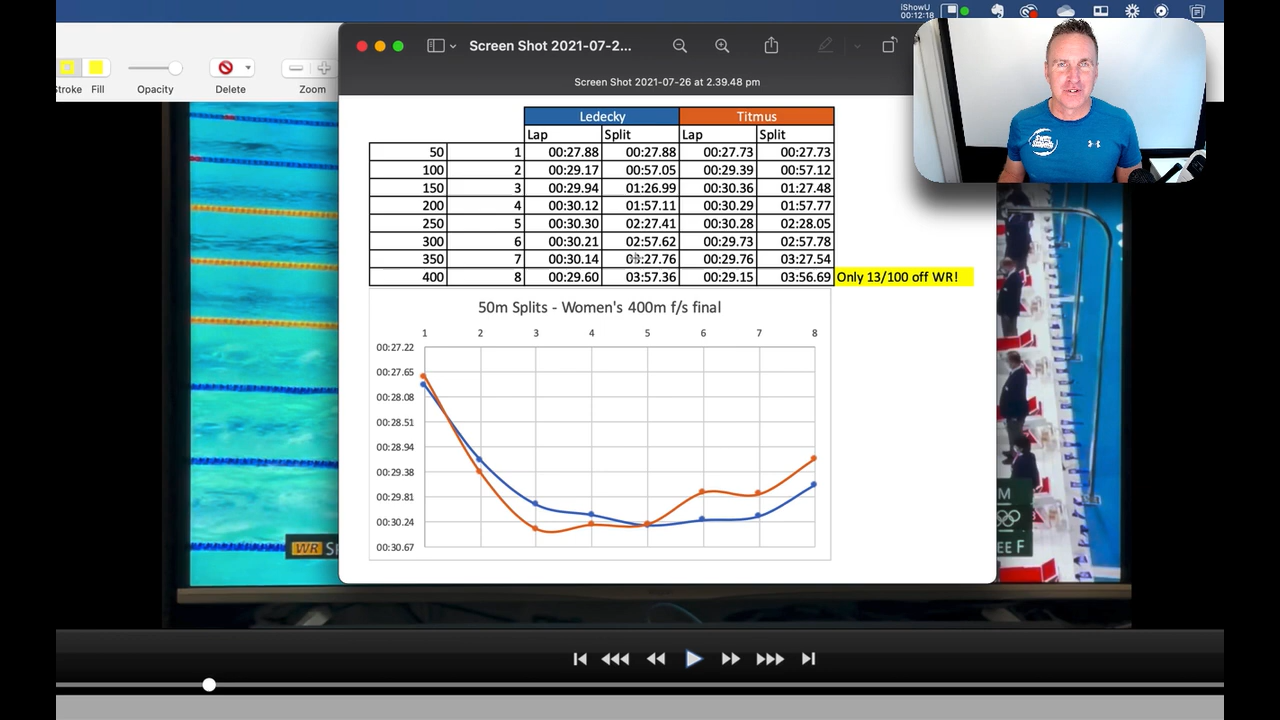 iShowU
00:12:18
Screen Shot 2021-07-2...
Stroke Fill Opacity Delete Zoom
Screen Shot 2021-07-26 at 2.39.48 pm
Ledecky Titmus
Lap Split Lap Split
50 1 00:27.88 00:27.88 00:27.73 00:27.73
100 2 00:29.17 00:57.05 00:29.39 00:57.12
150 3 00:29.94 01:26.99 00:30.36 01:27.48
200 4 00:30.12 01:57.11 00:30.29 01:57.77
250 5 00:30.30 02:27.41 00:30.28 02:28.05
300 6 00:30.21 02:57.62 00:29.73 02:57.78
350 7 00:30.14 03:27.76 00:29.76 03:27.54
400 8 00:29.60 03:57.36 00:29.15 03:56.69 Only 13/100 off WR!
50m Splits - Women's 400m f/s final
1 2 3 4 5 6 7 8
00:27.22
00:27.65
00:28.08
00:28.51
00:28.94
00:29.38
00:29.81
00:30.24
00:30.67
M
EE F
WR